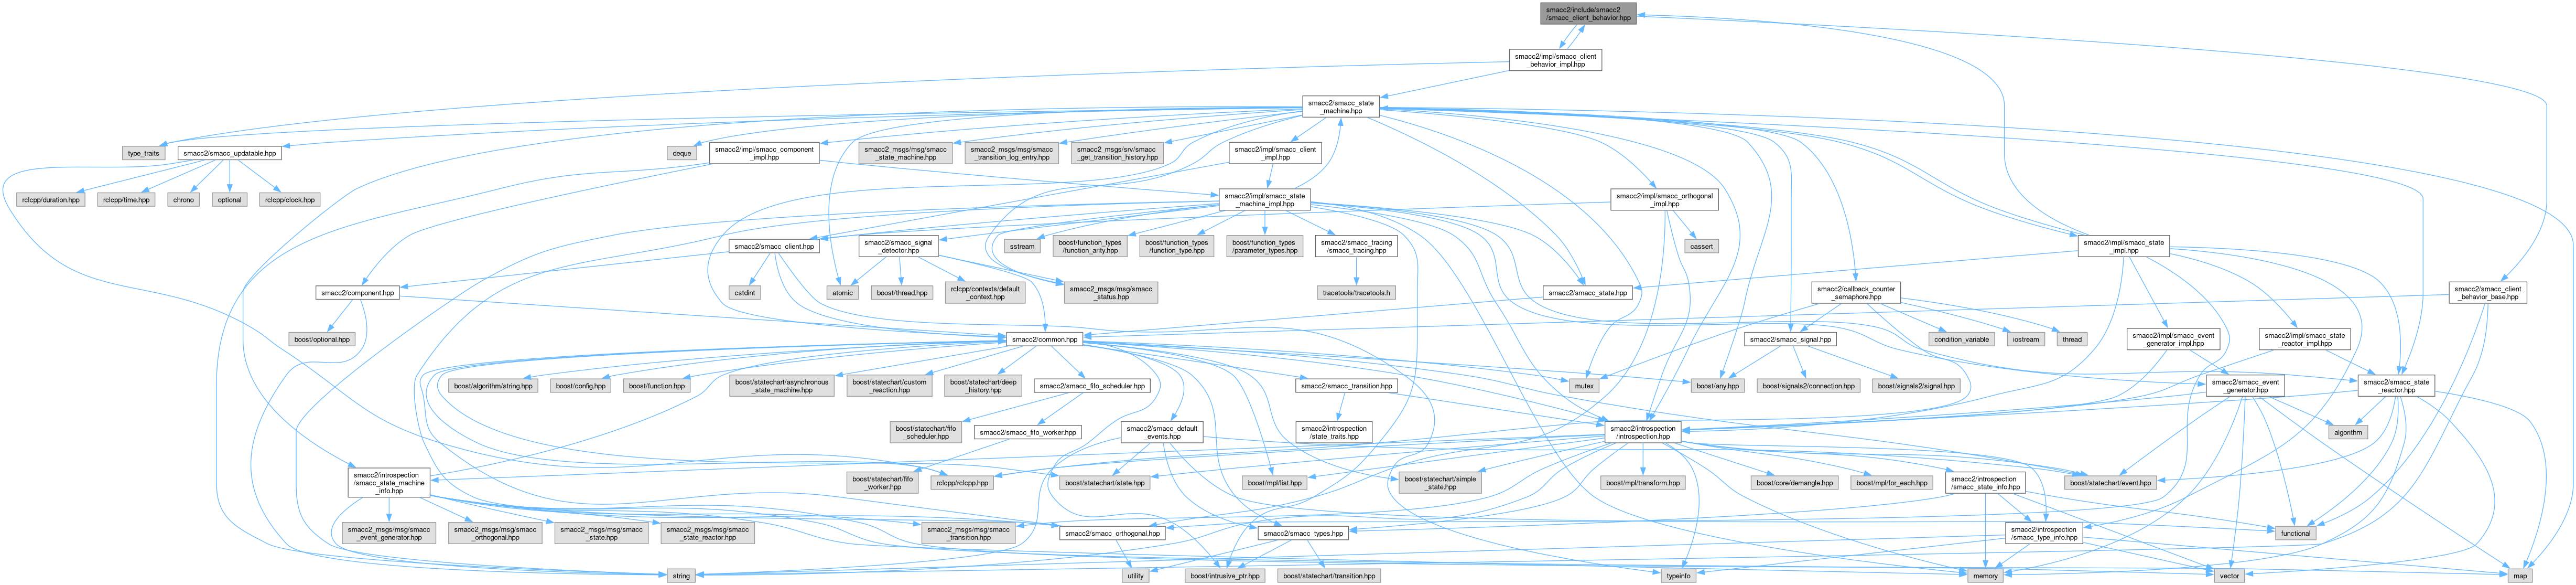 smacc2/include/smacc2
/smacc_client_behavior.hpp
smacc2/impl/smacc_client
_behavior_impl.hpp
smacc2/smacc_state
_machine.hpp
type_traits
smacc2/smacc_updatable.hpp
deque
smacc2/impl/smacc_component
_impl.hpp
smacc2_msgs/msg/smacc
_state_machine.hpp
smacc2_msgs/msg/smacc
_transition_log_entry.hpp
smacc2_msgs/srv/smacc
_get_transition_history.hpp
smacc2/impl/smacc_client
_impl.hpp
rclcpp/duration.hpp
rclcpp/time.hpp
chrono
optional
rclcpp/clock.hpp
smacc2/impl/smacc_state
_machine_impl.hpp
smacc2/impl/smacc_orthogonal
_impl.hpp
smacc2/smacc_client.hpp
smacc2/smacc_signal
_detector.hpp
sstream
boost/function_types
/function_arity.hpp
boost/function_types
/function_type.hpp
boost/function_types
/parameter_types.hpp
smacc2/smacc_tracing
/smacc_tracing.hpp
cassert
smacc2/impl/smacc_state
_impl.hpp
smacc2/component.hpp
cstdint
atomic
boost/thread.hpp
rclcpp/contexts/default
_context.hpp
smacc2_msgs/msg/smacc
_status.hpp
tracetools/tracetools.h
smacc2/smacc_state.hpp
smacc2/callback_counter
_semaphore.hpp
smacc2/smacc_client
_behavior_base.hpp
boost/optional.hpp
smacc2/common.hpp
smacc2/smacc_signal.hpp
condition_variable
iostream
thread
smacc2/impl/smacc_event
_generator_impl.hpp
smacc2/impl/smacc_state
_reactor_impl.hpp
boost/algorithm/string.hpp
boost/config.hpp
boost/function.hpp
boost/statechart/asynchronous
_state_machine.hpp
boost/statechart/custom
_reaction.hpp
boost/statechart/deep
_history.hpp
smacc2/smacc_fifo_scheduler.hpp
smacc2/smacc_transition.hpp
mutex
boost/any.hpp
boost/signals2/connection.hpp
boost/signals2/signal.hpp
smacc2/smacc_event
_generator.hpp
smacc2/smacc_state
_reactor.hpp
boost/statechart/fifo
_scheduler.hpp
smacc2/smacc_fifo_worker.hpp
smacc2/smacc_default
_events.hpp
smacc2/introspection
/state_traits.hpp
smacc2/introspection
/introspection.hpp
algorithm
smacc2/introspection
/smacc_state_machine
_info.hpp
boost/statechart/fifo
_worker.hpp
rclcpp/rclcpp.hpp
boost/statechart/state.hpp
boost/mpl/list.hpp
boost/statechart/simple
_state.hpp
boost/mpl/transform.hpp
boost/core/demangle.hpp
boost/mpl/for_each.hpp
smacc2/introspection
/smacc_state_info.hpp
boost/statechart/event.hpp
smacc2_msgs/msg/smacc
_event_generator.hpp
smacc2_msgs/msg/smacc
_orthogonal.hpp
smacc2_msgs/msg/smacc
_state.hpp
smacc2_msgs/msg/smacc
_state_reactor.hpp
smacc2_msgs/msg/smacc
_transition.hpp
smacc2/smacc_orthogonal.hpp
smacc2/smacc_types.hpp
smacc2/introspection
/smacc_type_info.hpp
functional
string
utility
boost/intrusive_ptr.hpp
boost/statechart/transition.hpp
typeinfo
memory
vector
map